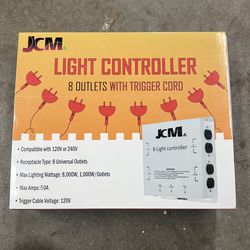 JCM
LIGHT CONTROLLER
8 OUTLETS WITH TRIGGER CORD
• Compatible with 120V or 240V
• Receptacle Type: 8 Universal Outlets
• Max Lighting Wattage: 8,000W, 1,000W/Outlets
• Max Amps: 50A
• Trigger Cable Voltage: 120V
JCM
8-Light controller